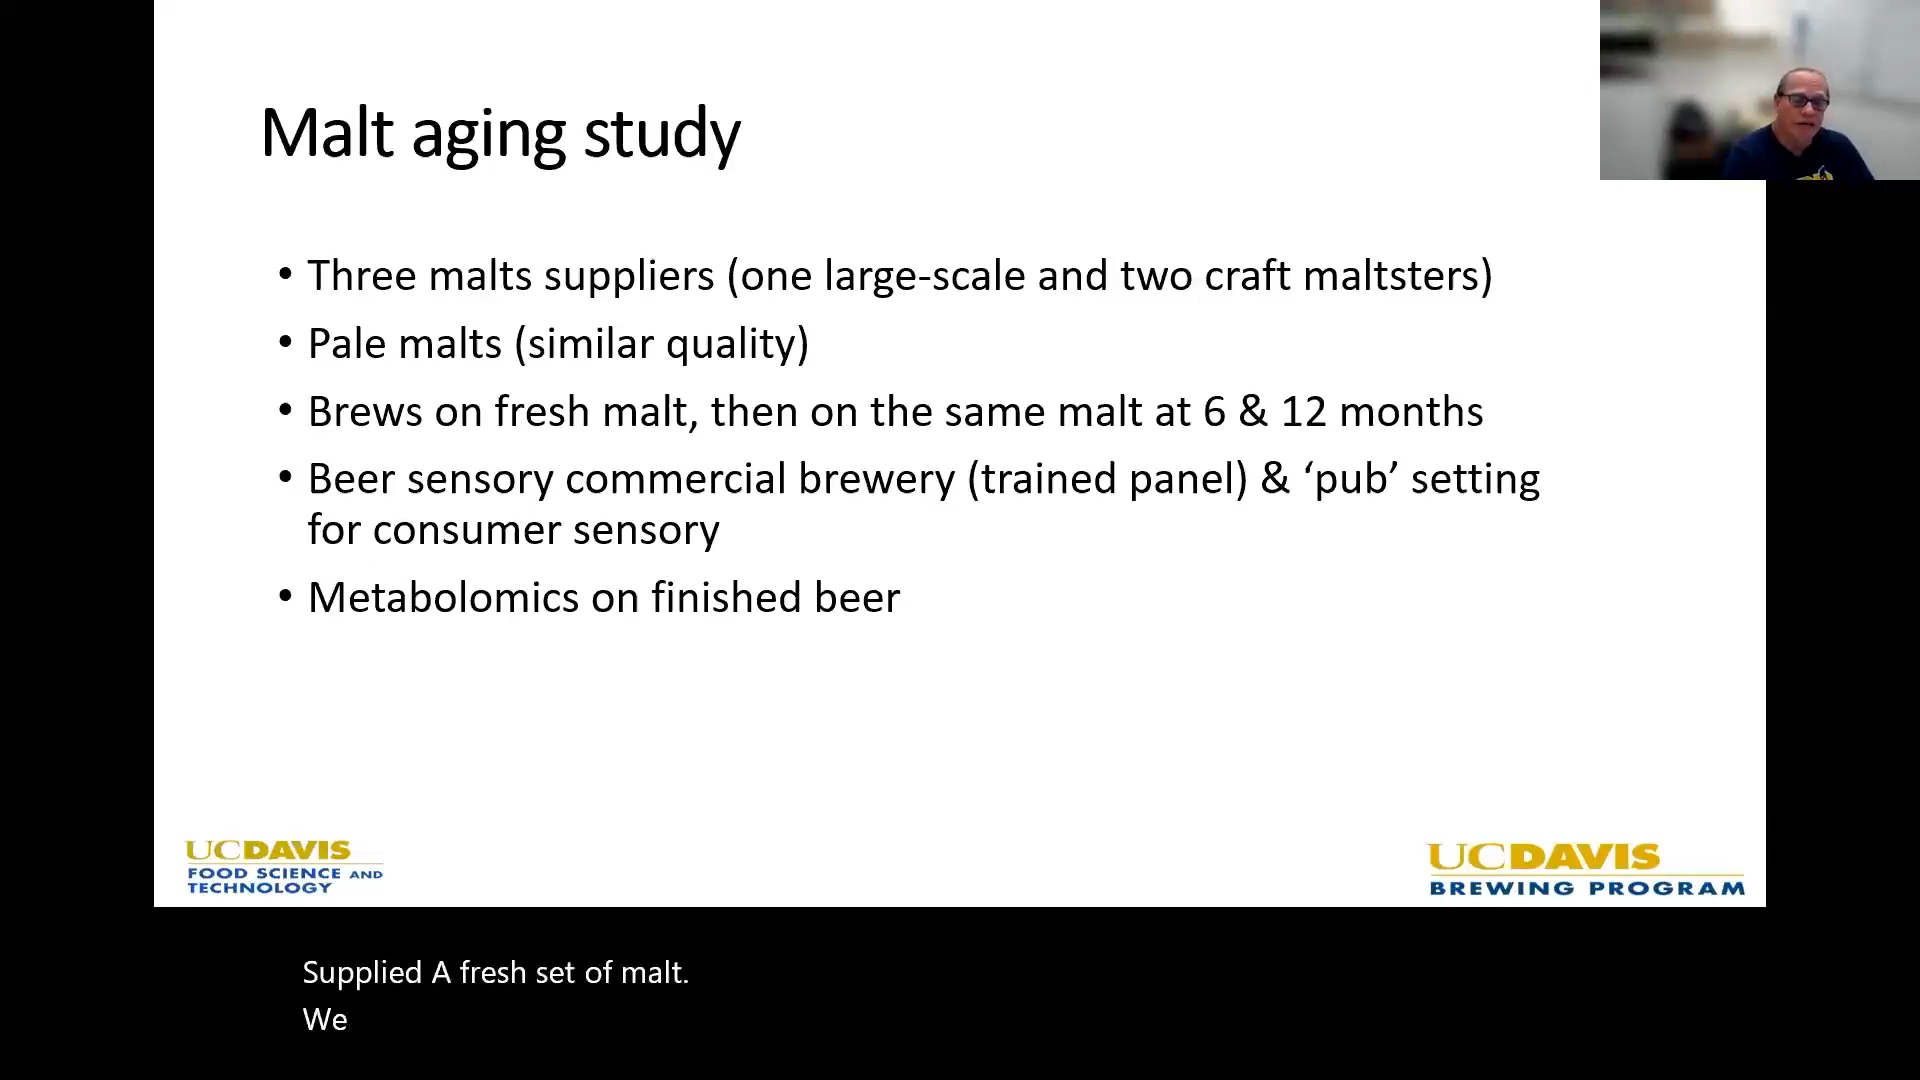 Malt aging study
• Three malts suppliers (one large-scale and two craft maltsters)
• Pale malts (similar quality)
• Brews on fresh malt, then on the same malt at 6 & 12 months
• Beer sensory commercial brewery (trained panel) & ‘pub’ setting
for consumer sensory
• Metabolomics on finished beer
UCDAVIS
FOOD SCIENCE AND
TECHNOLOGY
UCDAVIS
BREWING PROGRAM
Supplied A fresh set of malt.
We